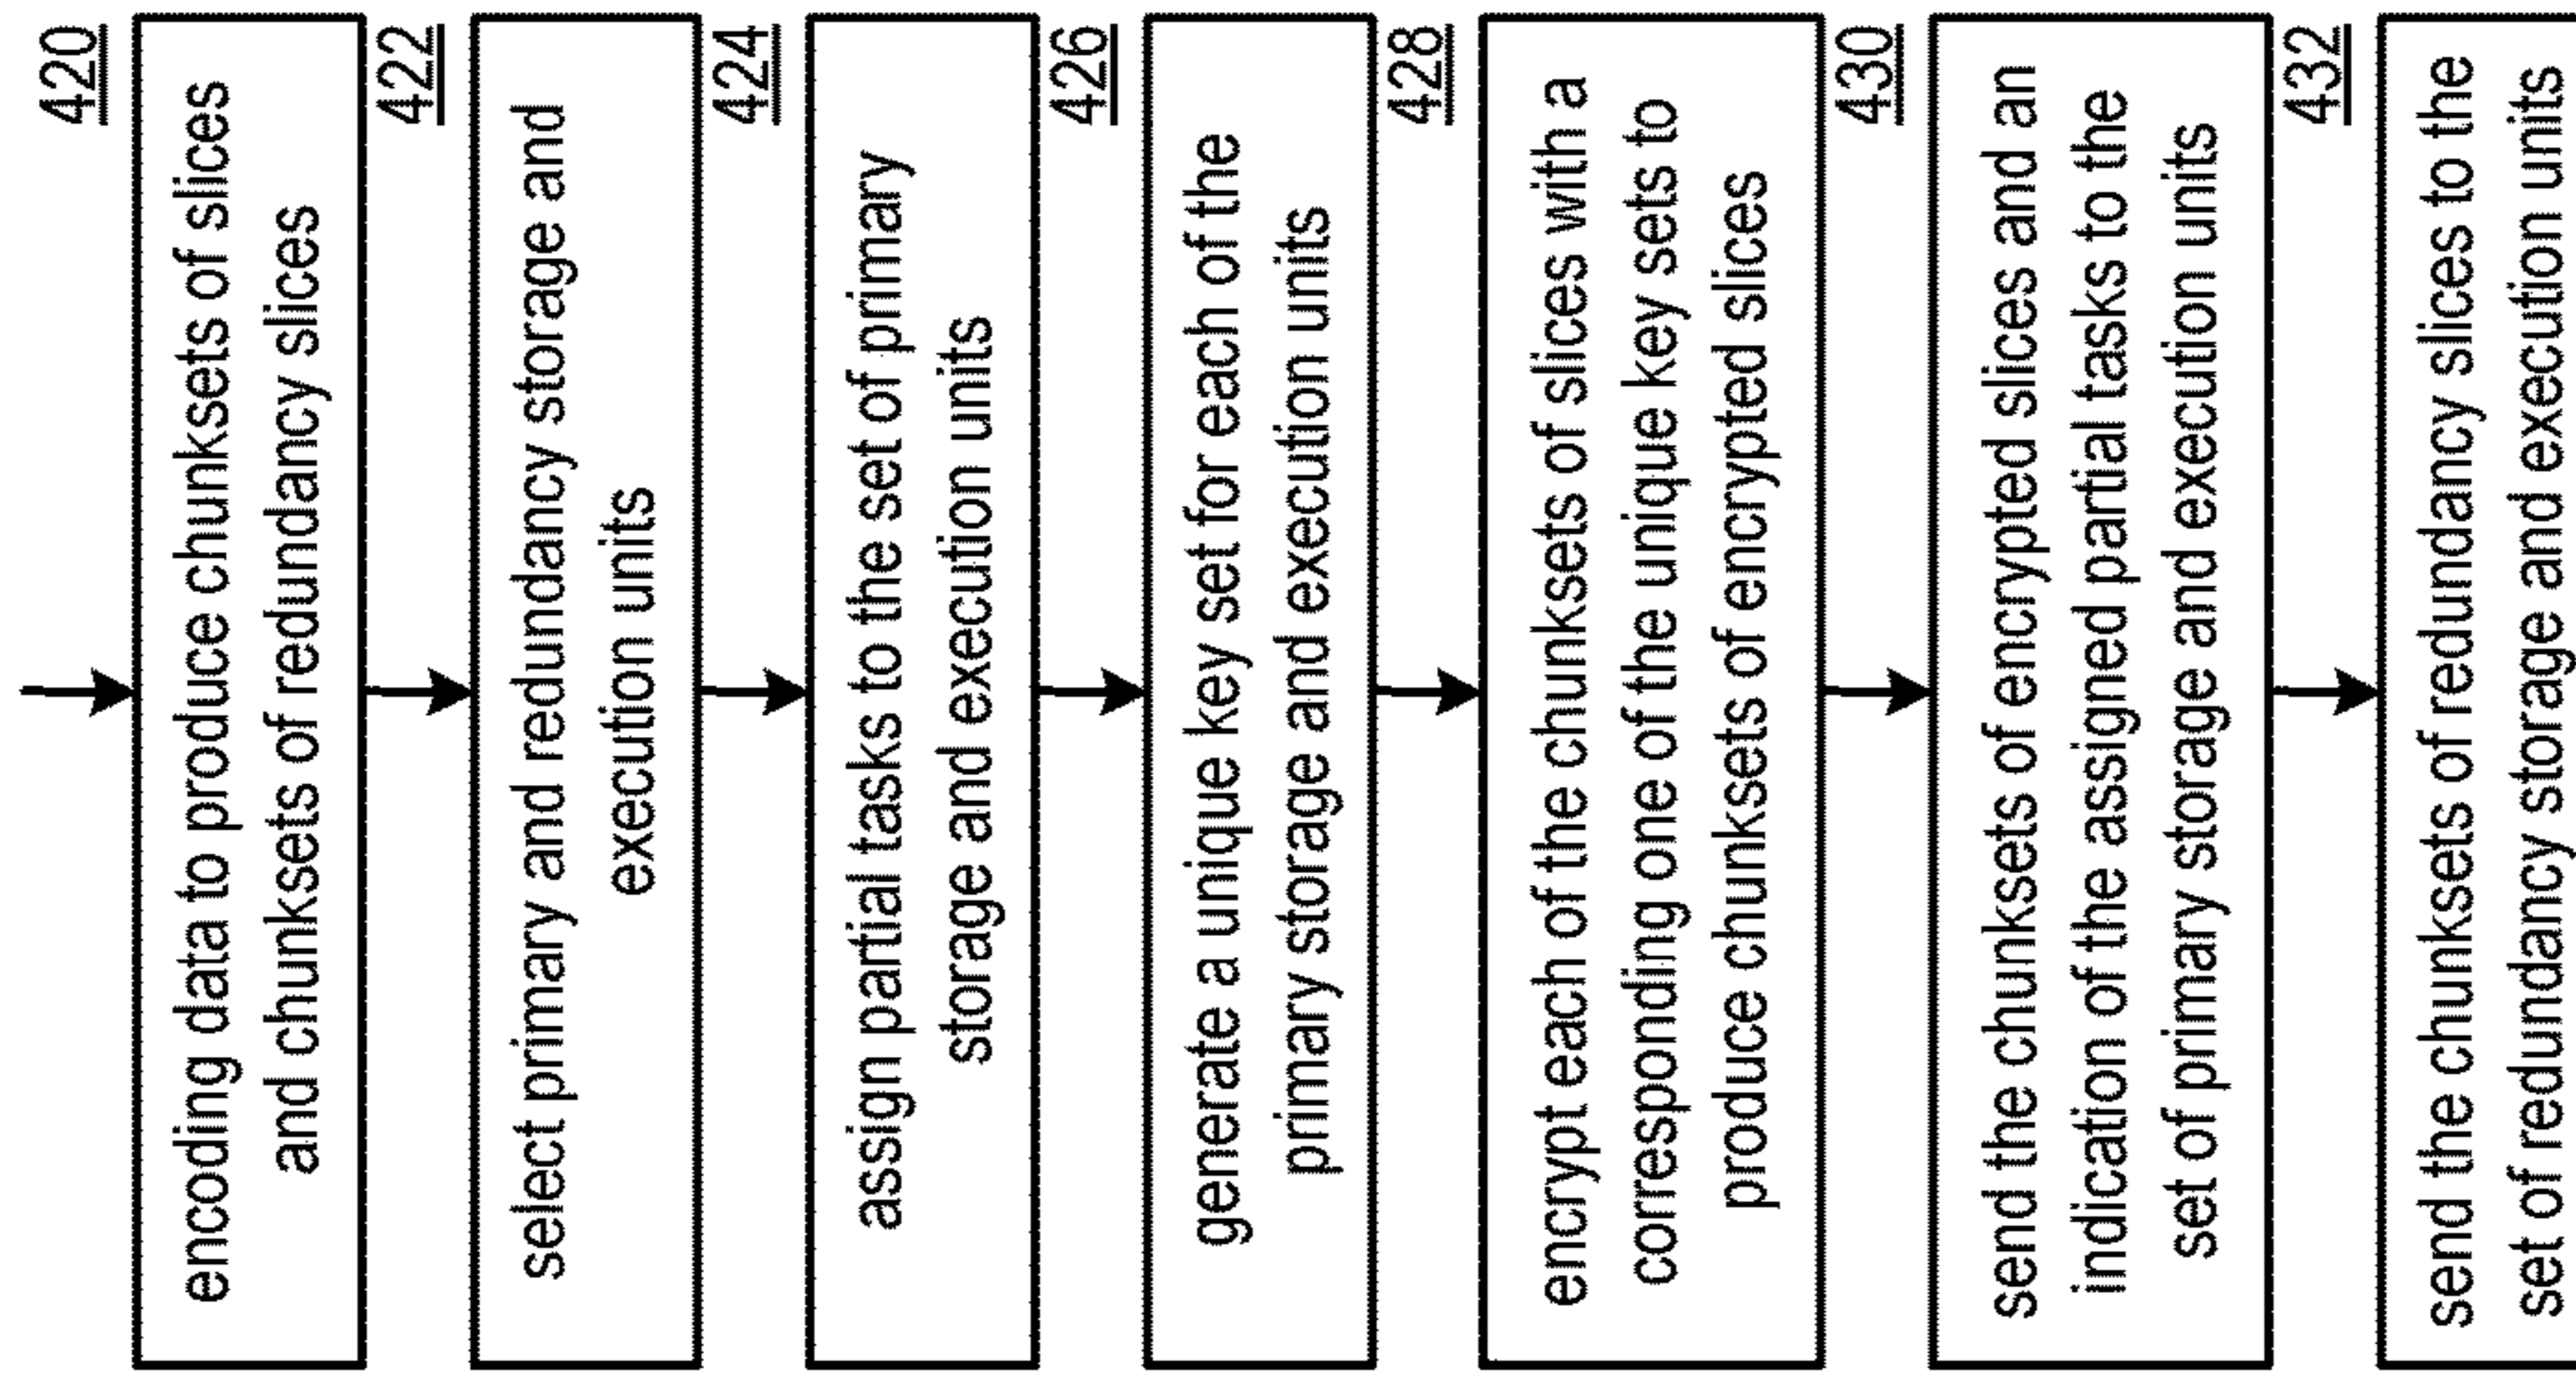 420
encoding data to produce chunksets of slices
and chunksets of redundancy slices
422
select primary and redundancy storage and
execution units
424
assign partial tasks to the set of primary
storage and execution units
426
generate a unique key set for each of the
primary storage and execution units
428
encrypt each of the chunksets of slices with a
corresponding one of the unique key sets to
produce chunksets of encrypted slices
430
send the chunksets of encrypted slices and an
indication of the assigned partial tasks to the
set of primary storage and execution units
432
send the chunksets of redundancy slices to the
set of redundancy storage and execution units